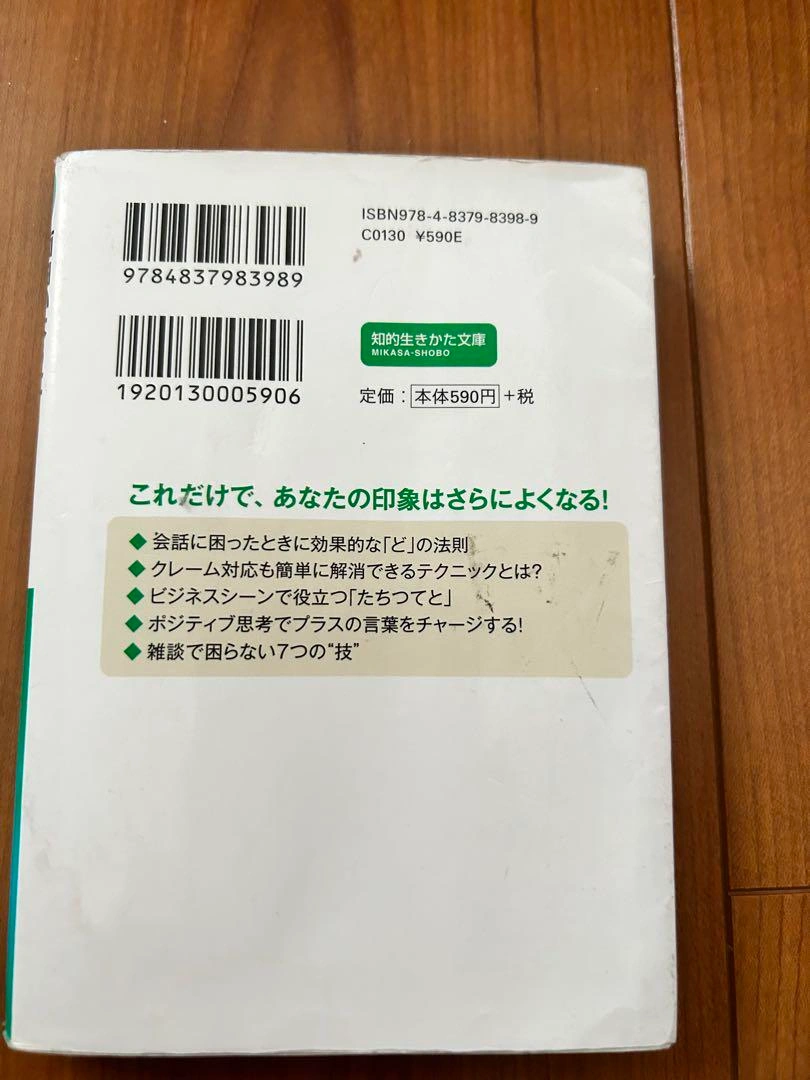 ISBN978-4-8379-8398-9
C0130 ¥590E
9784837983989
知的生きかた文庫
MIKASA-SHOBO
1920130005906
定価：本体590円+税
これだけで、あなたの印象はさらによくなる!
◆ 会話に困ったときに効果的な「ど」の法則
◆ クレーム対応も簡単に解消できるテクニックとは?
◆ ビジネスシーンで役立つ「たちつてと」
◆ ポジティブ思考でプラスの言葉をチャージする!
◆ 雑談で困らない7つの“技”